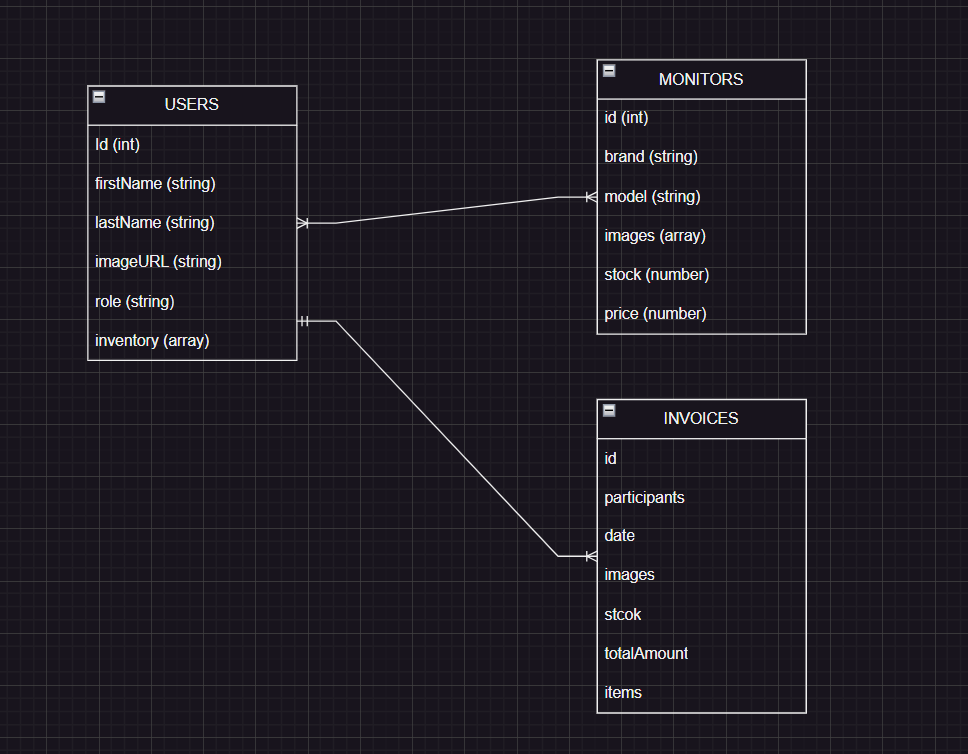 USERS
Id (int)
firstName (string)
lastName (string)
imageURL (string)
role (string)
inventory (array)
MONITORS
id (int)
brand (string)
model (string)
images (array)
stock (number)
price (number)
INVOICES
id
participants
date
images
stcok
totalAmount
items